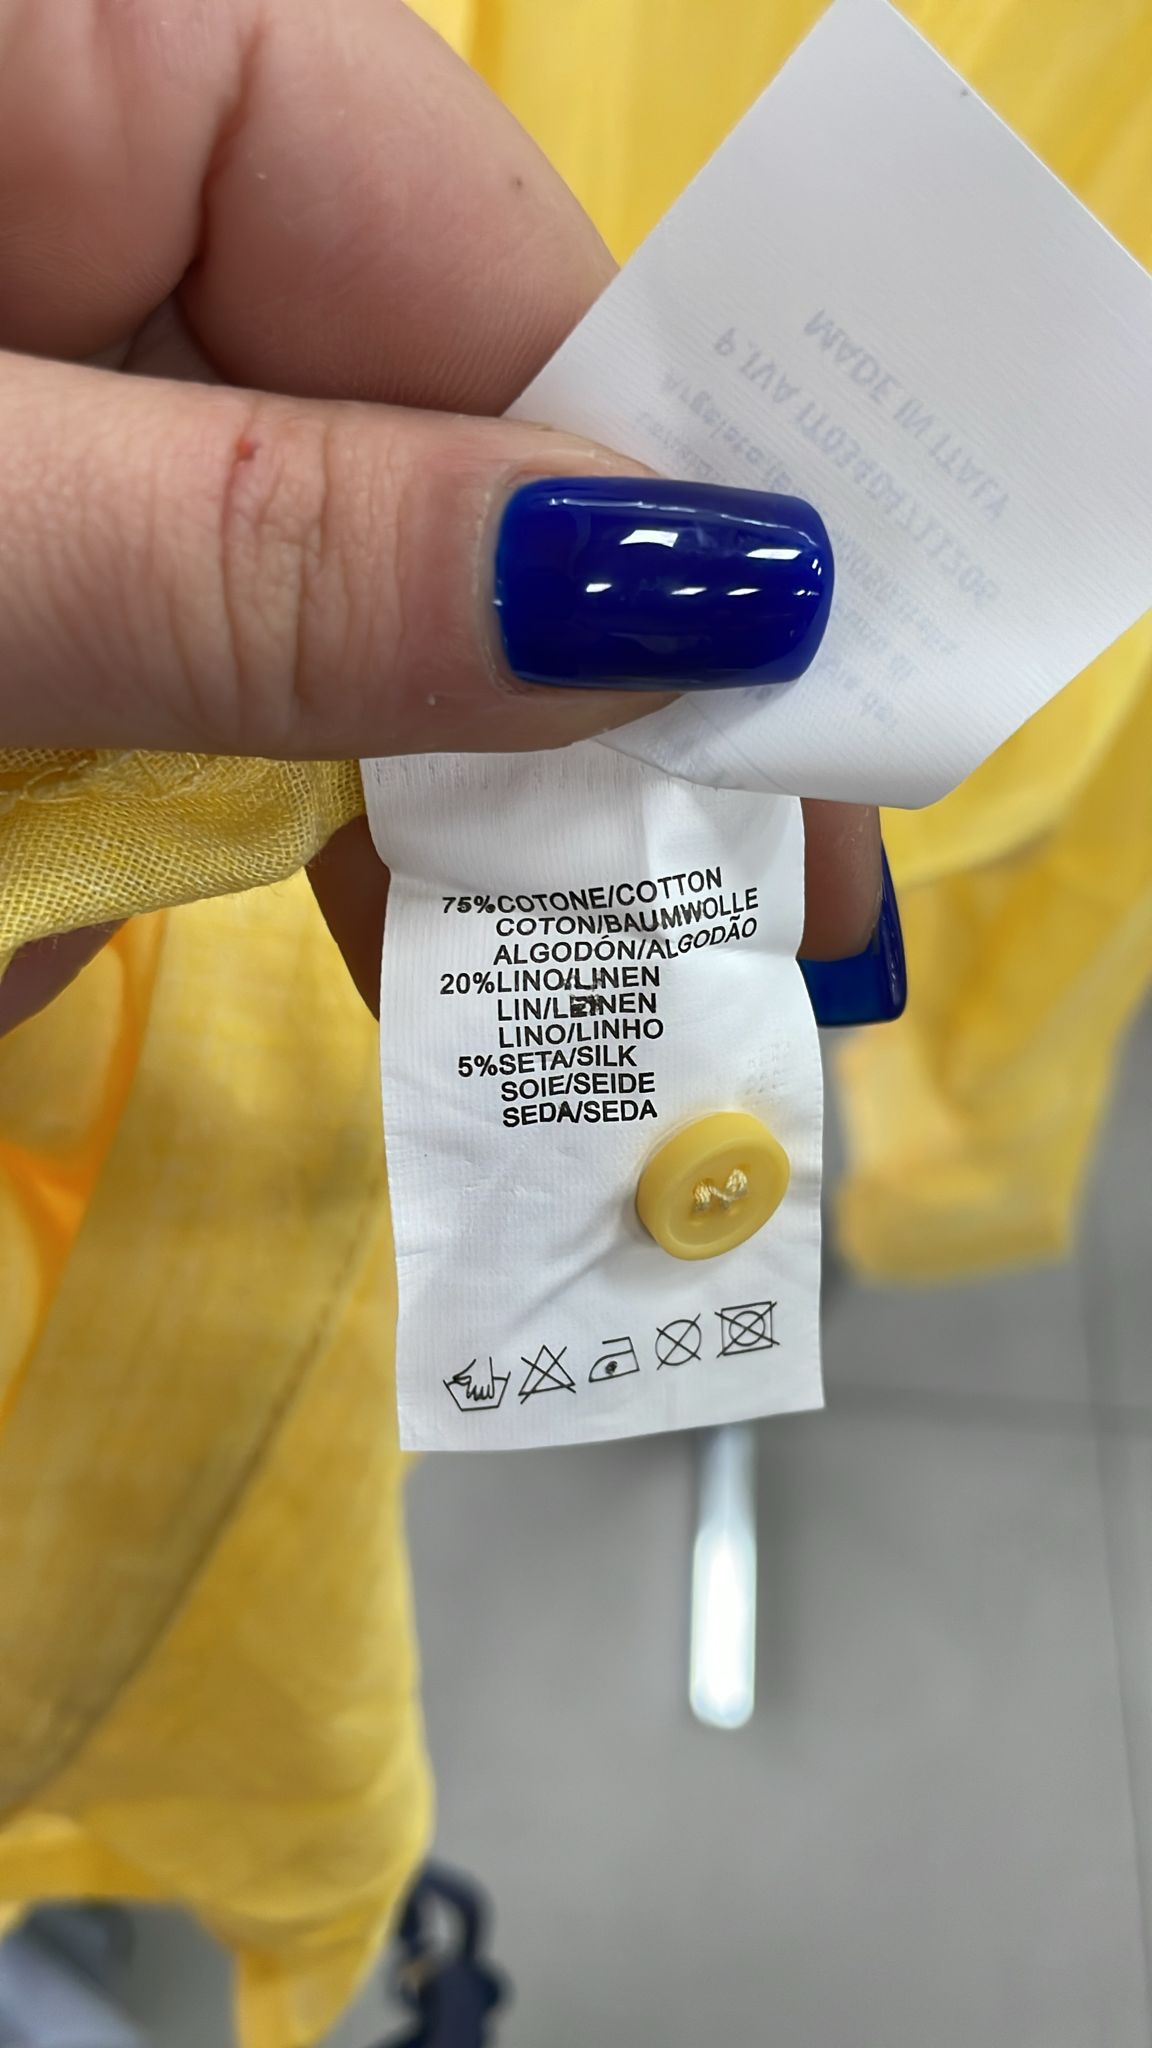 MADE IN ITALY
75%COTONE/COTTON
COTON/BAUMWOLLE
ALGODÓN/ALGODÃO
20%LINO/LINEN
LIN/LEINEN
LINO/LINHO
5%SETA/SILK
SOIE/SEIDE
SEDA/SEDA